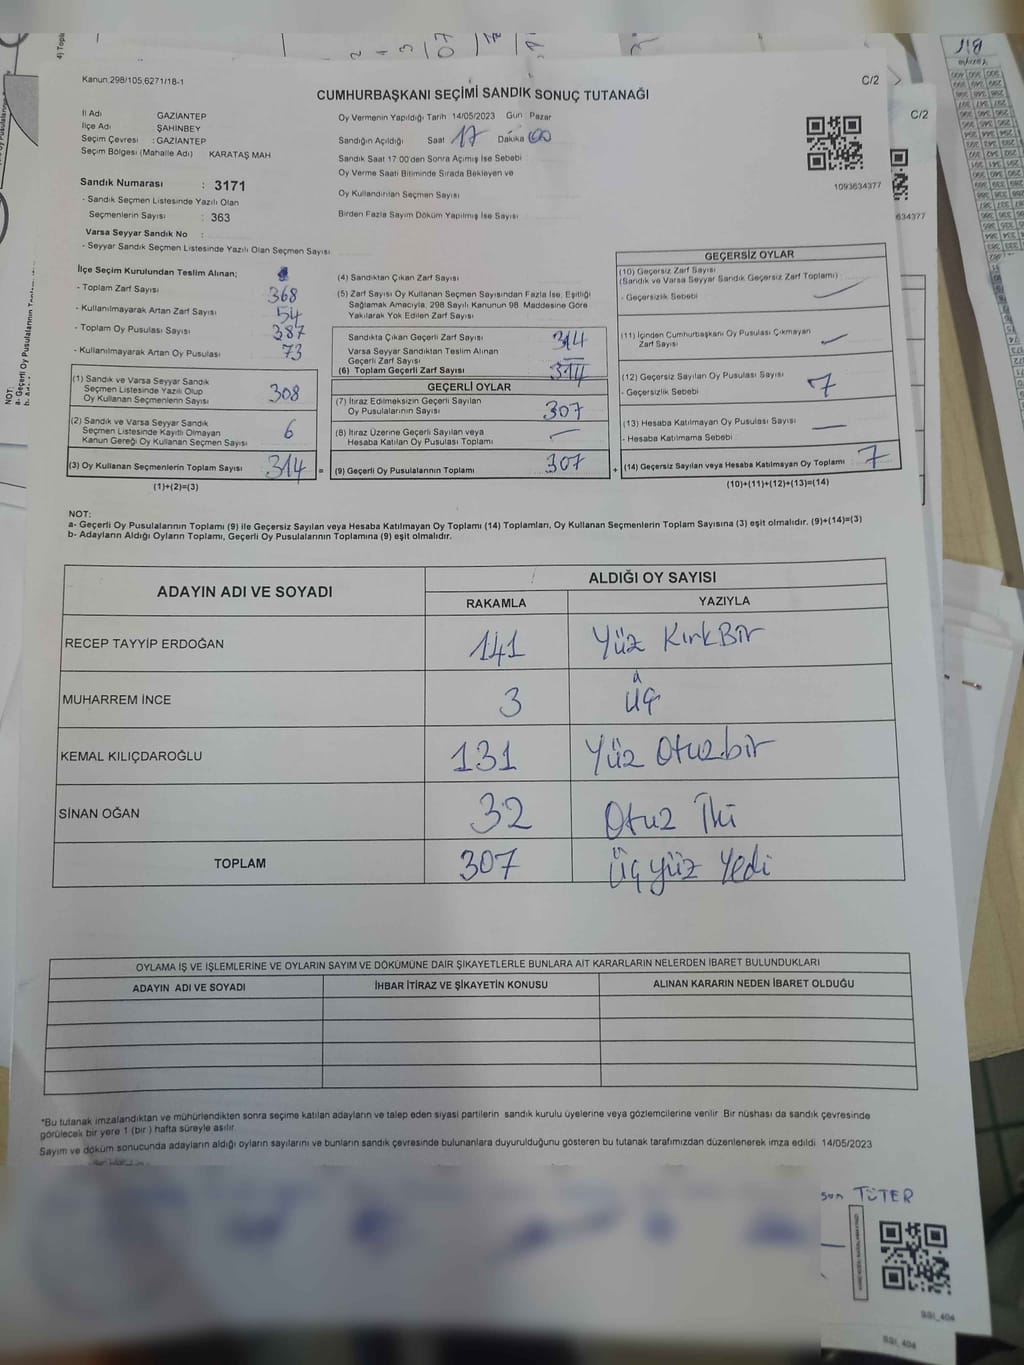 Kanun 298/105,6271/18-1
C/2
CUMHURBAŞKANI SEÇİMİ SANDIK SONUÇ TUTANAĞI
İl Adı GAZİANTEP
İlçe Adı ŞAHİNBEY
Seçim Çevresi : GAZİANTEP
Seçim Bölgesi (Mahalle Adı) KARATAŞ MAH
Oy Vermenin Yapıldığı Tarih 14/05/2023 Gün Pazar
Sandığın Açıldığı Saat 17 Dakika 00
Sandık Saat 17 00'den Sonra Açılmış İse Sebebi
Oy Verme Saati Bitiminde Sırada Bekleyen ve
Oy Kullandırılan Seçmen Sayısı
Birden Fazla Sayım Döküm Yapılmış İse Sayısı
1093634377
C/2
634377
Sandık Numarası : 3171
- Sandık Seçmen Listesinde Yazılı Olan
Seçmenlerin Sayısı : 363
Varsa Seyyar Sandık No :
- Seyyar Sandık Seçmen Listesinde Yazılı Olan Seçmen Sayısı
İlçe Seçim Kurulundan Teslim Alınan;
- Toplam Zarf Sayısı 368
- Kullanılmayarak Artan Zarf Sayısı 54
- Toplam Oy Pusulası Sayısı 387
- Kullanılmayarak Artan Oy Pusulası 73
(1) Sandık ve Varsa Seyyar Sandık
Seçmen Listesinde Yazılı Olup
Oy Kullanan Seçmenlerin Sayısı 308
(2) Sandık ve Varsa Seyyar Sandık
Seçmen Listesinde Kayıtlı Olmayan
Kanun Gereği Oy Kullanan Seçmen Sayısı 6
(3) Oy Kullanan Seçmenlerin Toplam Sayısı 314 =
(1)+(2)=(3)
(4) Sandıktan Çıkan Zarf Sayısı
(5) Zarf Sayısı Oy Kullanan Seçmen Sayısından Fazla İse, Eşitliği
Sağlamak Amacıyla, 298 Sayılı Kanunun 98 Maddesine Göre
Yakılarak Yok Edilen Zarf Sayısı
Sandıkta Çıkan Geçerli Zarf Sayısı 314
Varsa Seyyar Sandıktan Teslim Alınan
Geçerli Zarf Sayısı
(6) Toplam Geçerli Zarf Sayısı 314
GEÇERLİ OYLAR
(7) İtiraz Edilmeksizin Geçerli Sayılan
Oy Pusulalarının Sayısı 307
(8) İtiraz Üzerine Geçerli Sayılan veya
Hesaba Katılan Oy Pusulası Toplamı —
(9) Geçerli Oy Pusulalarının Toplamı 307 +
GEÇERSİZ OYLAR
(10) Geçersiz Zarf Sayısı
(Sandık ve Varsa Seyyar Sandık Geçersiz Zarf Toplamı) —
- Geçersizlik Sebebi
(11) İçinden Cumhurbaşkanı Oy Pusulası Çıkmayan
Zarf Sayısı —
(12) Geçersiz Sayılan Oy Pusulası Sayısı 7
- Geçersizlik Sebebi
(13) Hesaba Katılmayan Oy Pusulası Sayısı —
- Hesaba Katılmama Sebebi
(14) Geçersiz Sayılan veya Hesaba Katılmayan Oy Toplamı 7
(10)+(11)+(12)+(13)=(14)
NOT:
a- Geçerli Oy Pusulalarının Toplamı (9) ile Geçersiz Sayılan veya Hesaba Katılmayan Oy Toplamı (14) Toplamları, Oy Kullanan Seçmenlerin Toplam Sayısına (3) eşit olmalıdır. (9)+(14)=(3)
b- Adayların Aldığı Oyların Toplamı, Geçerli Oy Pusulalarının Toplamına (9) eşit olmalıdır.
ADAYIN ADI VE SOYADI
ALDIĞI OY SAYISI
RAKAMLA YAZIYLA
RECEP TAYYİP ERDOĞAN 141 Yüz KırkBir
MUHARREM İNCE 3 üç
KEMAL KILIÇDAROĞLU 131 Yüz Otuzbir
SİNAN OĞAN 32 Otuz İki
TOPLAM 307 üçyüz Yedi
OYLAMA İŞ VE İŞLEMLERİNE VE OYLARIN SAYIM VE DÖKÜMÜNE DAİR ŞİKAYETLERLE BUNLARA AİT KARARLARIN NELERDEN İBARET BULUNDUKLARI
ADAYIN ADI VE SOYADI İHBAR İTİRAZ VE ŞİKAYETİN KONUSU ALINAN KARARIN NEDEN İBARET OLDUĞU
*Bu tutanak imzalandıktan ve mühürlendikten sonra seçime katılan adayların ve talep eden siyasi partilerin sandık kurulu üyelerine veya gözlemcilerine verilir Bir nüshası da sandık çevresinde
görülecek bir yere 1 (bir) hafta süreyle asılır.
Sayım ve döküm sonucunda adayların aldığı oyların sayılarını ve bunların sandık çevresinde bulunanlara duyurulduğunu gösteren bu tutanak tarafımızdan düzenlenerek imza edildi 14/05/2023
son TÜTER
SSI_404
SSI_404